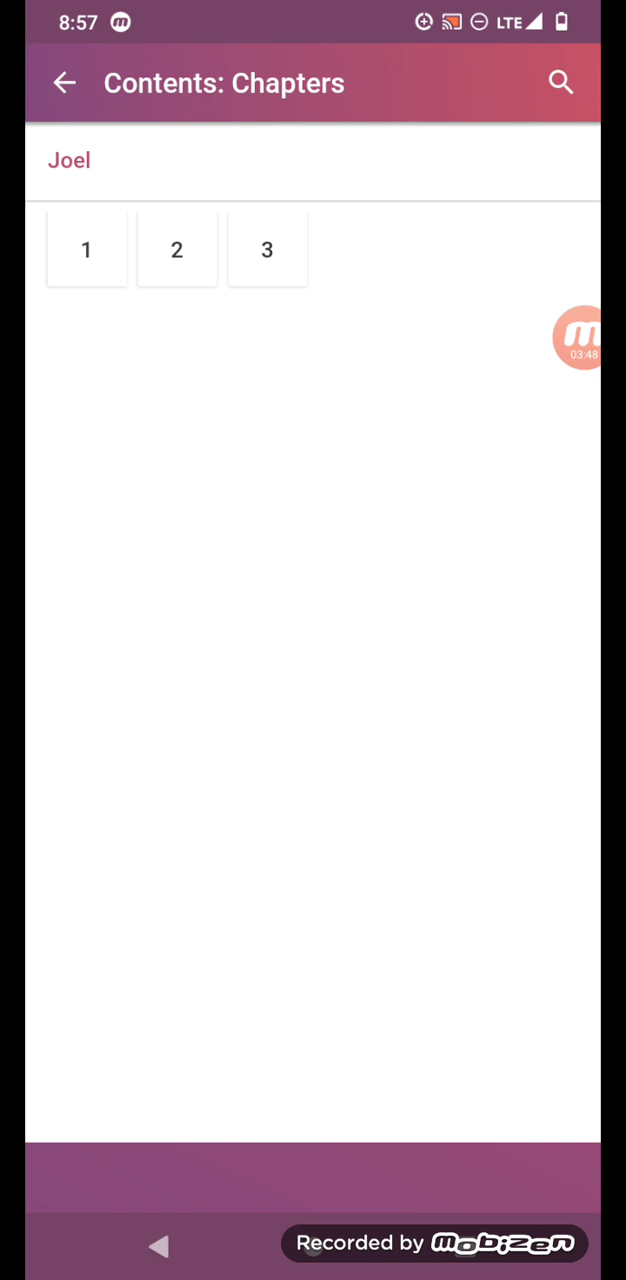 8:57 m LTE
Contents: Chapters
Joel
1 2 3
m
03:48
Recorded by mobizen